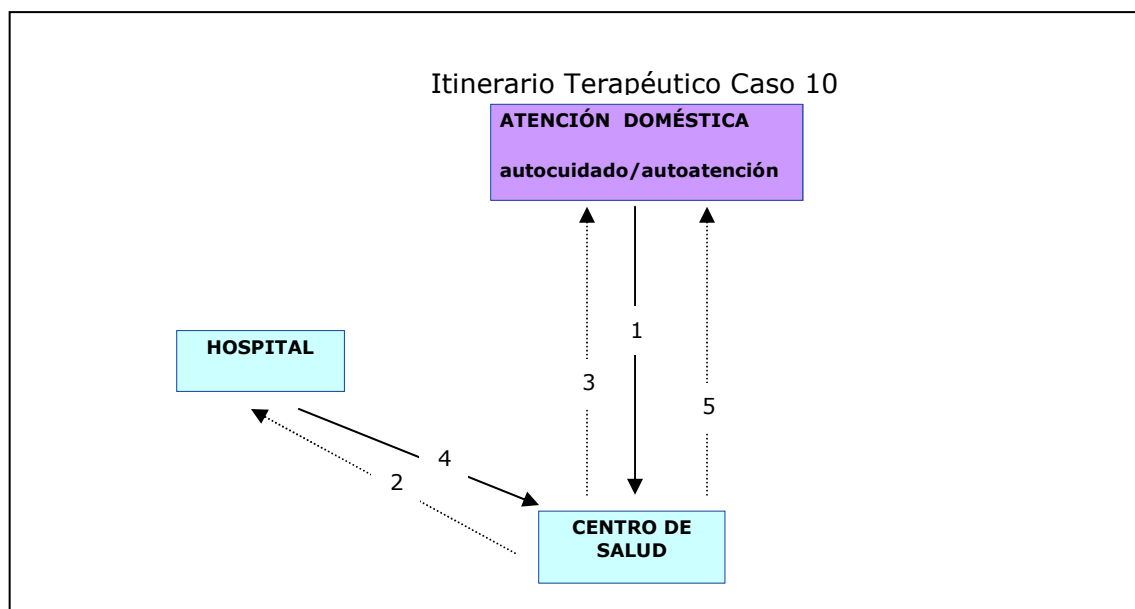 Itinerario Terapéutico Caso 10
ATENCIÓN DOMÉSTICA
autocuidado/autoatención
1
HOSPITAL
3
5
4
2
CENTRO DE
SALUD